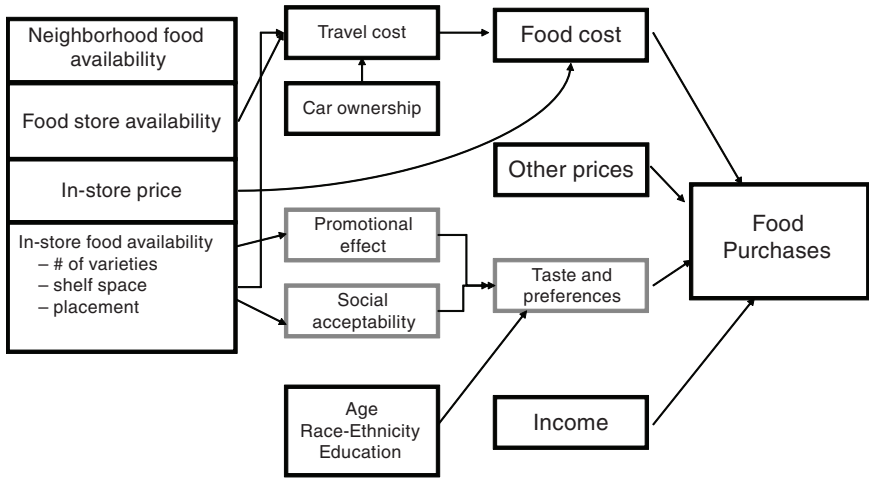 Neighborhood food
availability
Food store availability
In-store price
In-store food availability
– # of varieties
– shelf space
– placement
Travel cost
Car ownership
Promotional
effect
Social
acceptability
Age
Race-Ethnicity
Education
Food cost
Other prices
Taste and
preferences
Income
Food
Purchases